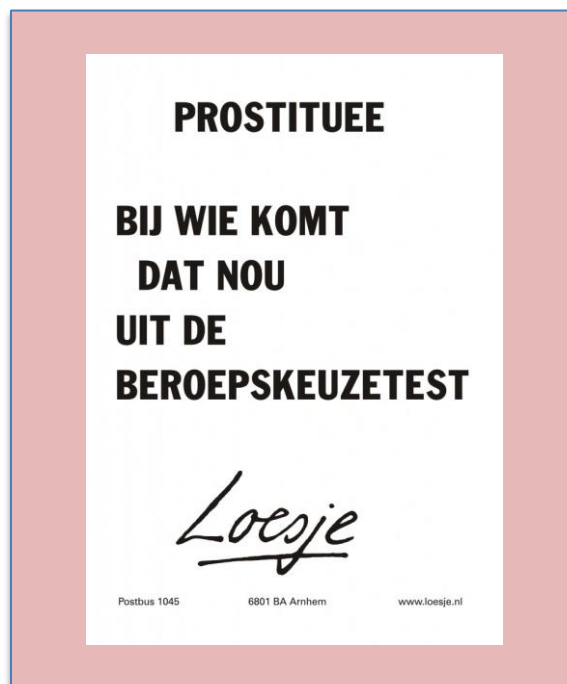 PROSTITUEE
BIJ WIE KOMT
DAT NOU
UIT DE
BEROEPSKEUZETEST
Loesje
Postbus 1045 6801 BA Arnhem www.loesje.nl